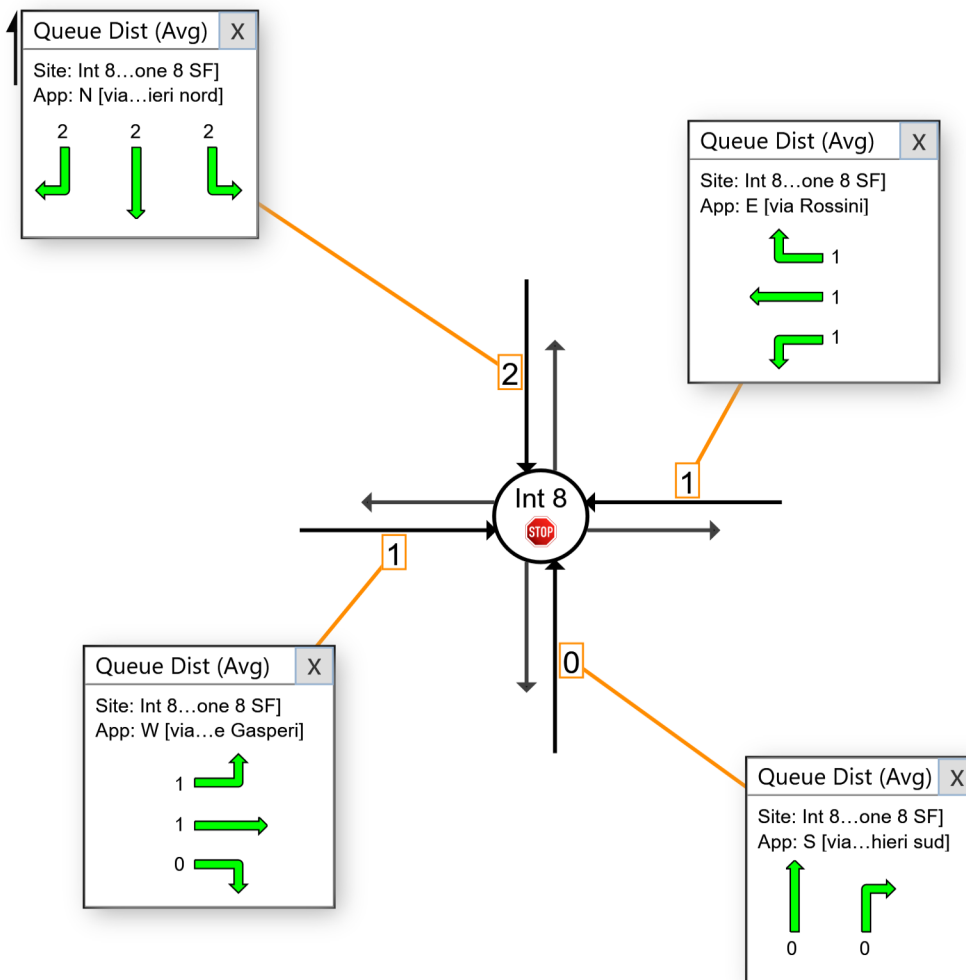 Queue Dist (Avg) X
Site: Int 8...one 8 SF]
App: N [via...ieri nord]
2 2 2
Queue Dist (Avg) X
Site: Int 8...one 8 SF]
App: E [via Rossini]
1
1
1
2
1
Int 8
STOP
1
0
Queue Dist (Avg) X
Site: Int 8...one 8 SF]
App: W [via...e Gasperi]
1
1
0
Queue Dist (Avg) X
Site: Int 8...one 8 SF]
App: S [via...hieri sud]
0 0